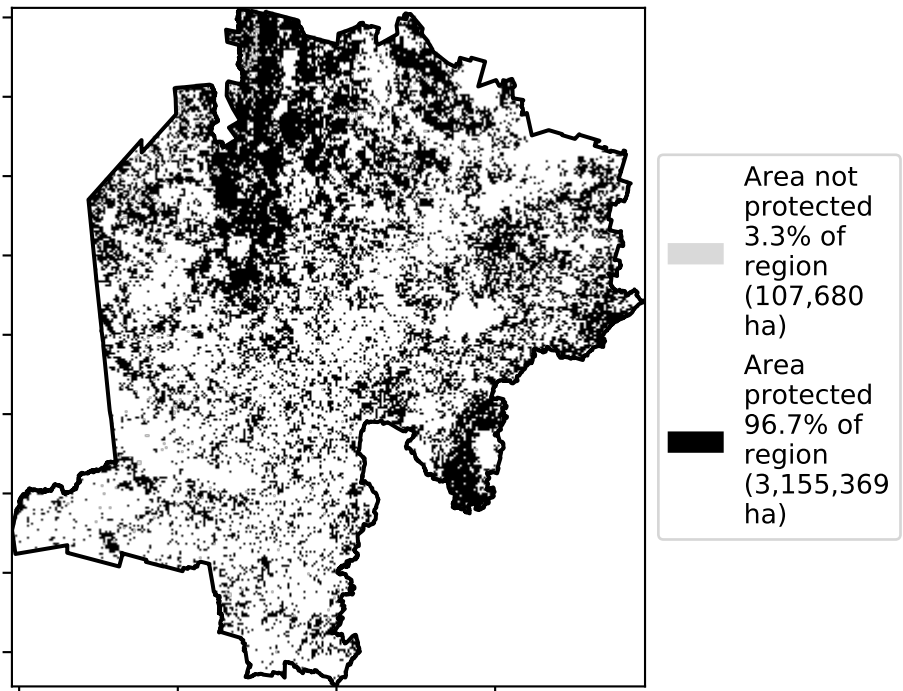 Area not
protected
3.3% of
region
(107,680
ha)
Area
protected
96.7% of
region
(3,155,369
ha)